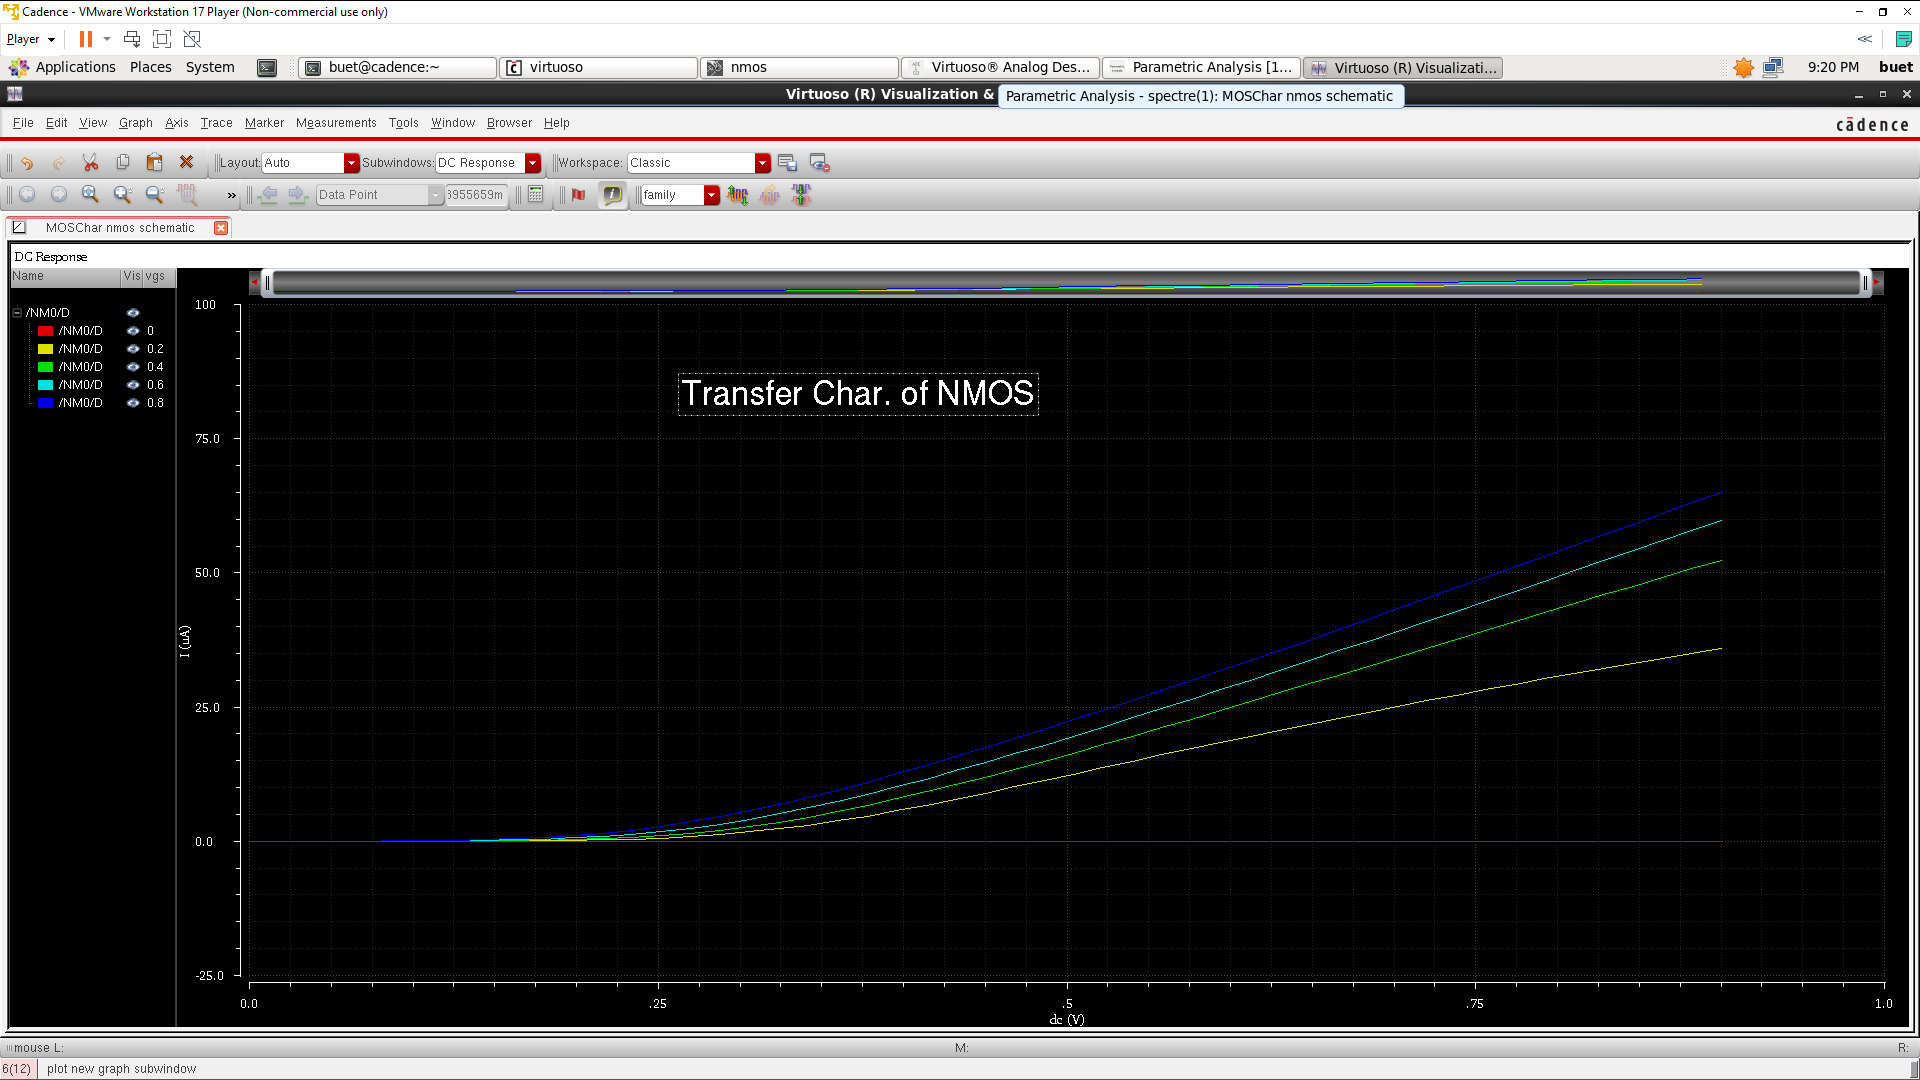 Cadence - VMware Workstation 17 Player (Non-commercial use only)
Player
Applications Places System buet@cadence:~ virtuoso nmos Virtuoso® Analog Des... Parametric Analysis [1... Virtuoso (R) Visualizati... 9:20 PM buet
Virtuoso (R) Visualization &
Parametric Analysis - spectre(1): MOSChar nmos schematic
File Edit View Graph Axis Trace Marker Measurements Tools Window Browser Help
cādence
Layout: Auto Subwindows: DC Response Workspace: Classic
» Data Point 3955659m family
MOSChar nmos schematic
DC Response
Name Vis vgs
/NM0/D
/NM0/D 0
/NM0/D 0.2
/NM0/D 0.4
/NM0/D 0.6
/NM0/D 0.8
Transfer Char. of NMOS
100
75.0
50.0
25.0
0.0
-25.0
I (uA)
0.0 .25 .5 .75 1.0
dc (V)
mouse L: M: R:
6(12) plot new graph subwindow